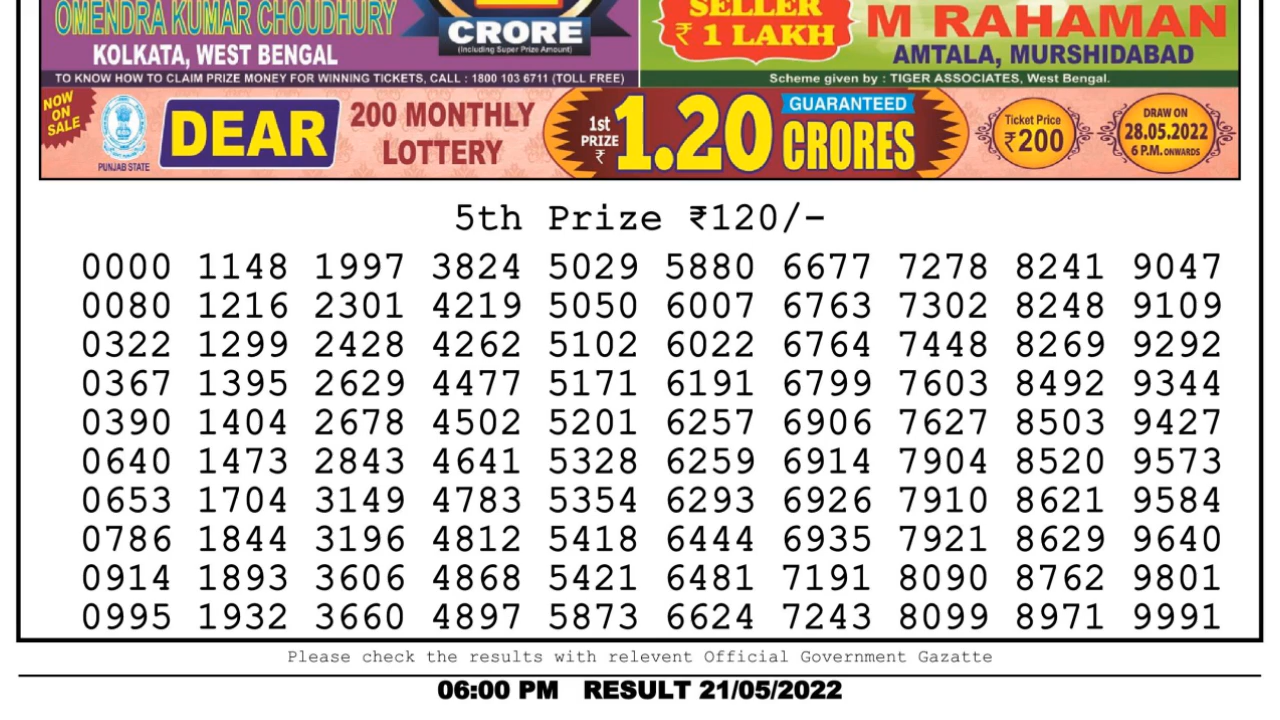 OMENDRA KUMAR CHOUDHURY
KOLKATA, WEST BENGAL
CRORE
(Including Super Prize Amount)
SELLER
₹ 1 LAKH
M RAHAMAN
AMTALA, MURSHIDABAD
TO KNOW HOW TO CLAIM PRIZE MONEY FOR WINNING TICKETS, CALL : 1800 103 6711 (TOLL FREE)
Scheme given by : TIGER ASSOCIATES, West Bengal.
NOW
ON
SALE
PUNJAB STATE
DEAR
200 MONTHLY
LOTTERY
1st
PRIZE
₹
1.20
GUARANTEED
CRORES
Ticket Price
₹200
DRAW ON
28.05.2022
6 P.M. ONWARDS
5th Prize ₹120/-
0000 1148 1997 3824 5029 5880 6677 7278 8241 9047
0080 1216 2301 4219 5050 6007 6763 7302 8248 9109
0322 1299 2428 4262 5102 6022 6764 7448 8269 9292
0367 1395 2629 4477 5171 6191 6799 7603 8492 9344
0390 1404 2678 4502 5201 6257 6906 7627 8503 9427
0640 1473 2843 4641 5328 6259 6914 7904 8520 9573
0653 1704 3149 4783 5354 6293 6926 7910 8621 9584
0786 1844 3196 4812 5418 6444 6935 7921 8629 9640
0914 1893 3606 4868 5421 6481 7191 8090 8762 9801
0995 1932 3660 4897 5873 6624 7243 8099 8971 9991
Please check the results with relevent Official Government Gazatte
06:00 PM RESULT 21/05/2022